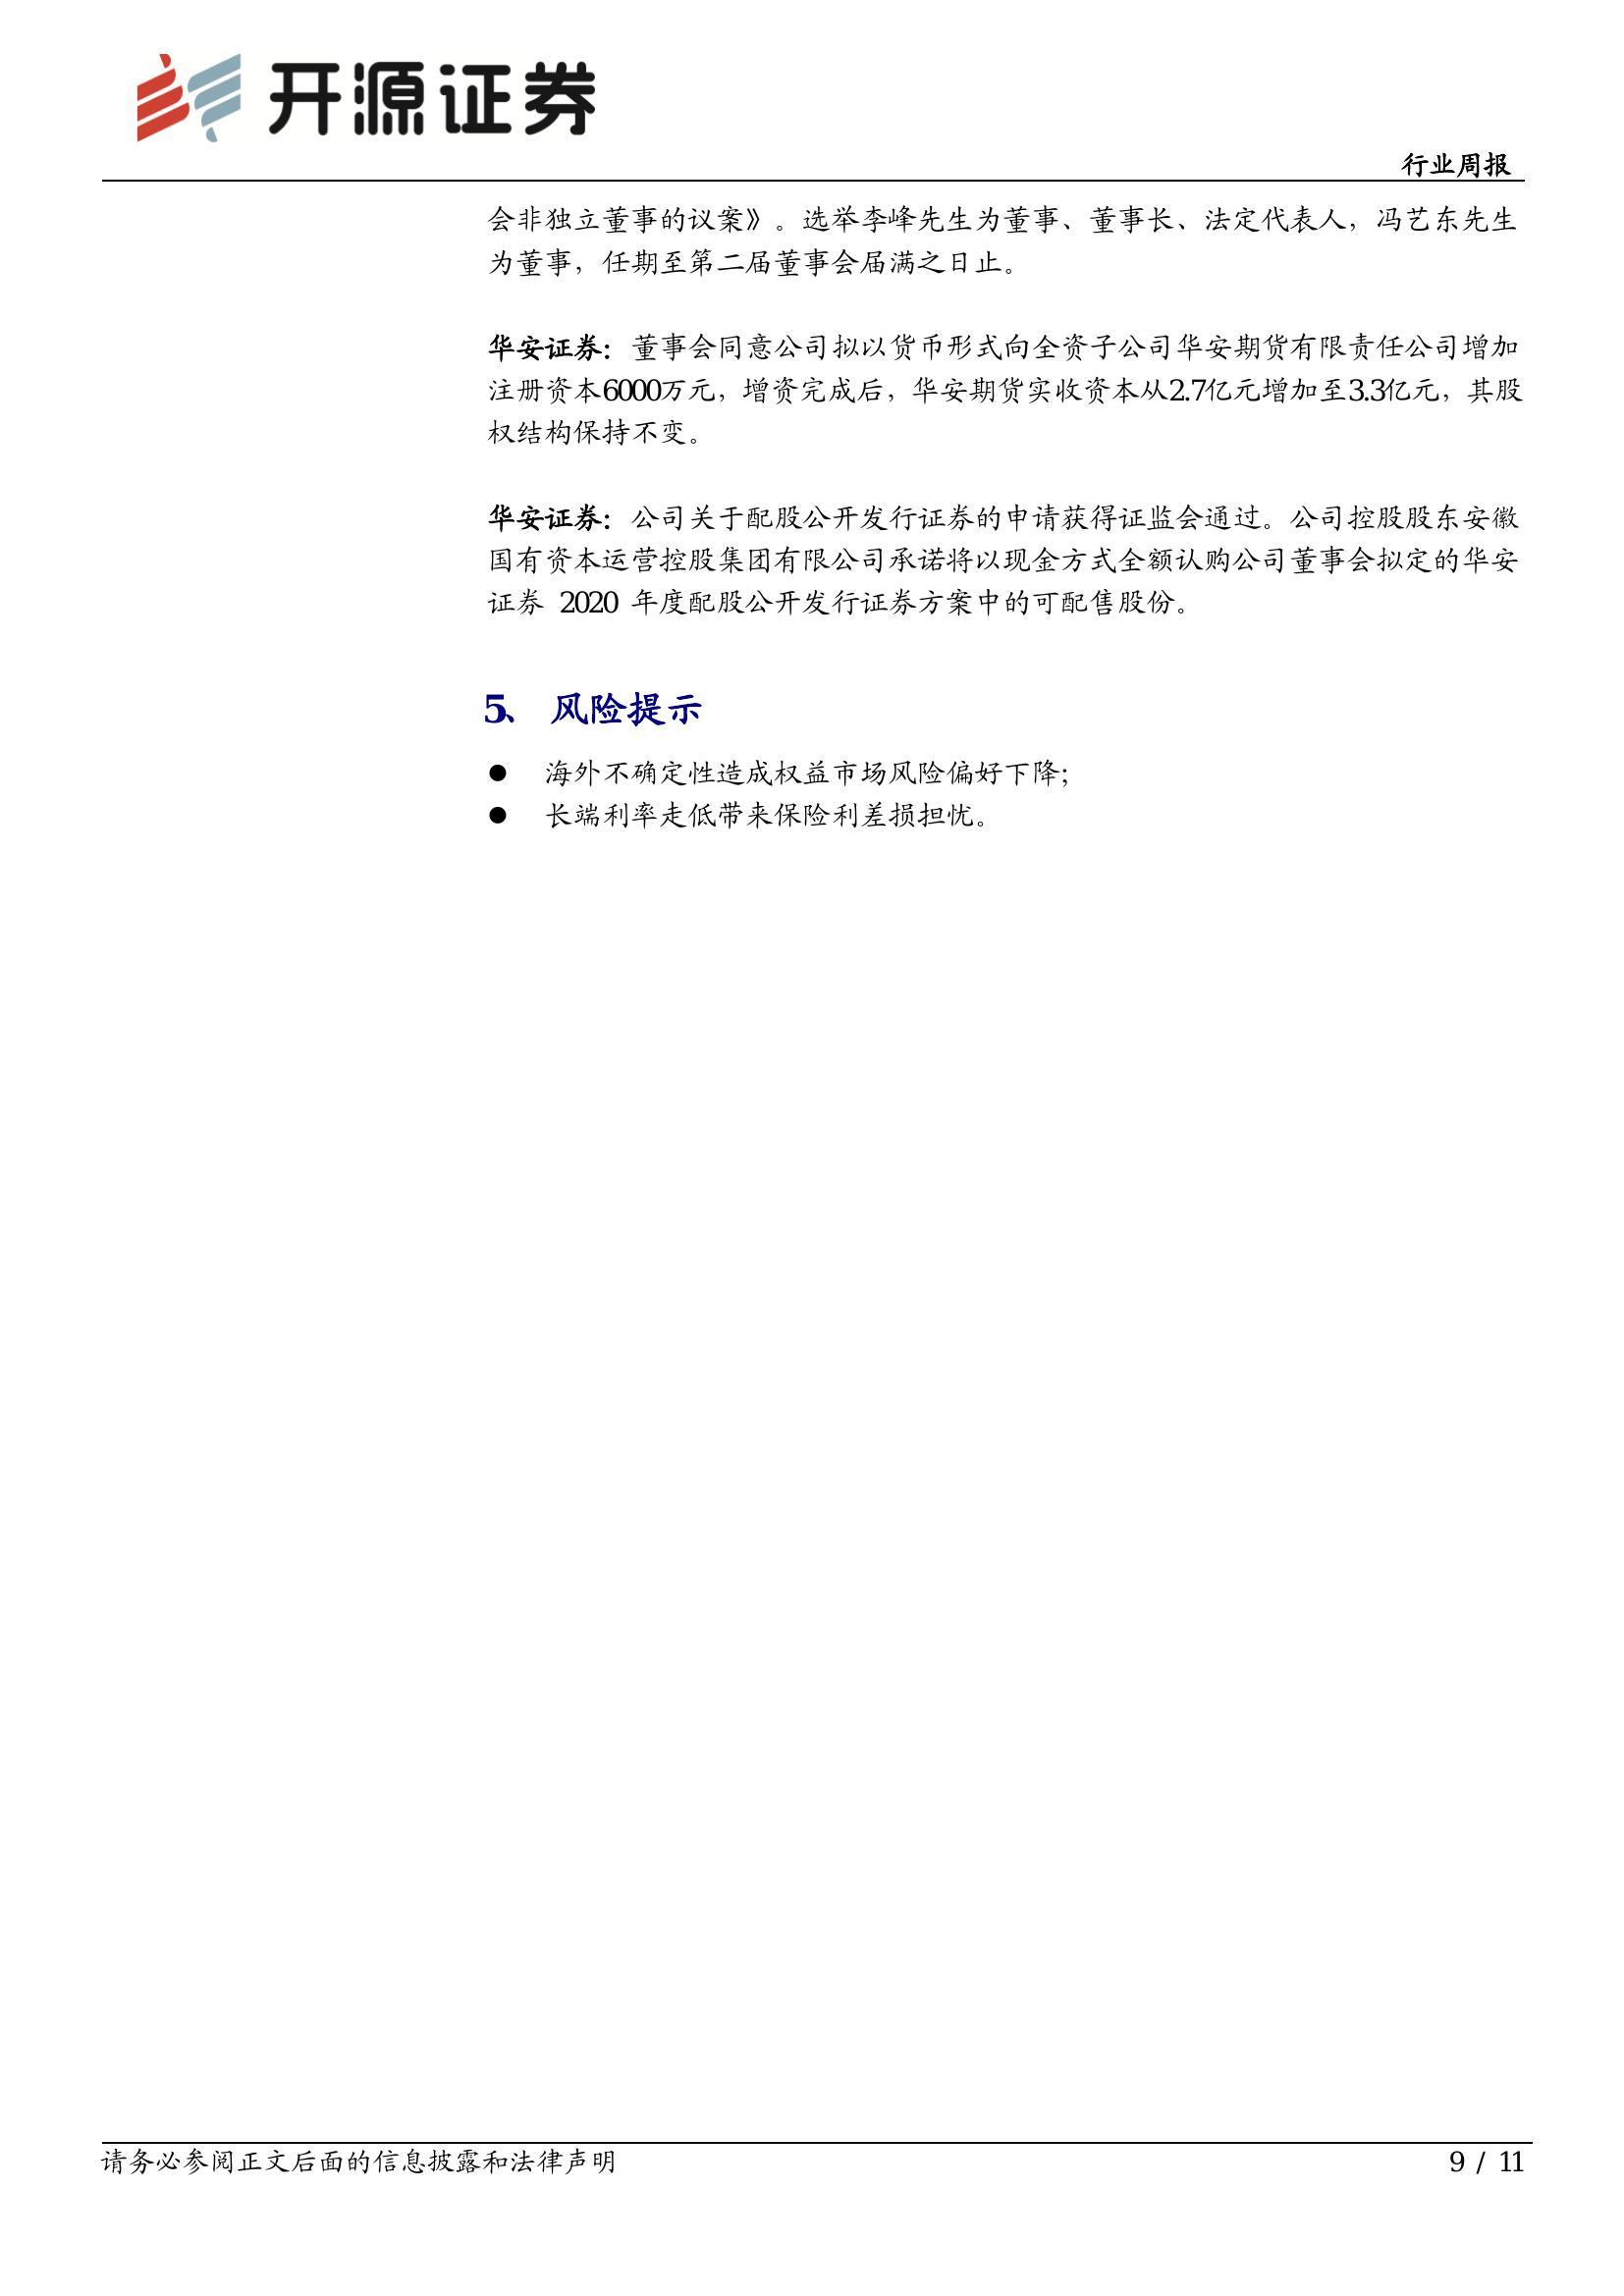 开源证券
行业周报
会非独立董事的议案》。选举李峰先生为董事、董事长、法定代表人，冯艺东先生
为董事，任期至第二届董事会届满之日止。
华安证券：董事会同意公司拟以货币形式向全资子公司华安期货有限责任公司增加
注册资本6000万元，增资完成后，华安期货实收资本从2.7亿元增加至3.3亿元，其股
权结构保持不变。
华安证券：公司关于配股公开发行证券的申请获得证监会通过。公司控股股东安徽
国有资本运营控股集团有限公司承诺将以现金方式全额认购公司董事会拟定的华安
证券 2020 年度配股公开发行证券方案中的可配售股份。
5、 风险提示
● 海外不确定性造成权益市场风险偏好下降；
● 长端利率走低带来保险利差损担忧。
请务必参阅正文后面的信息披露和法律声明
9 / 11